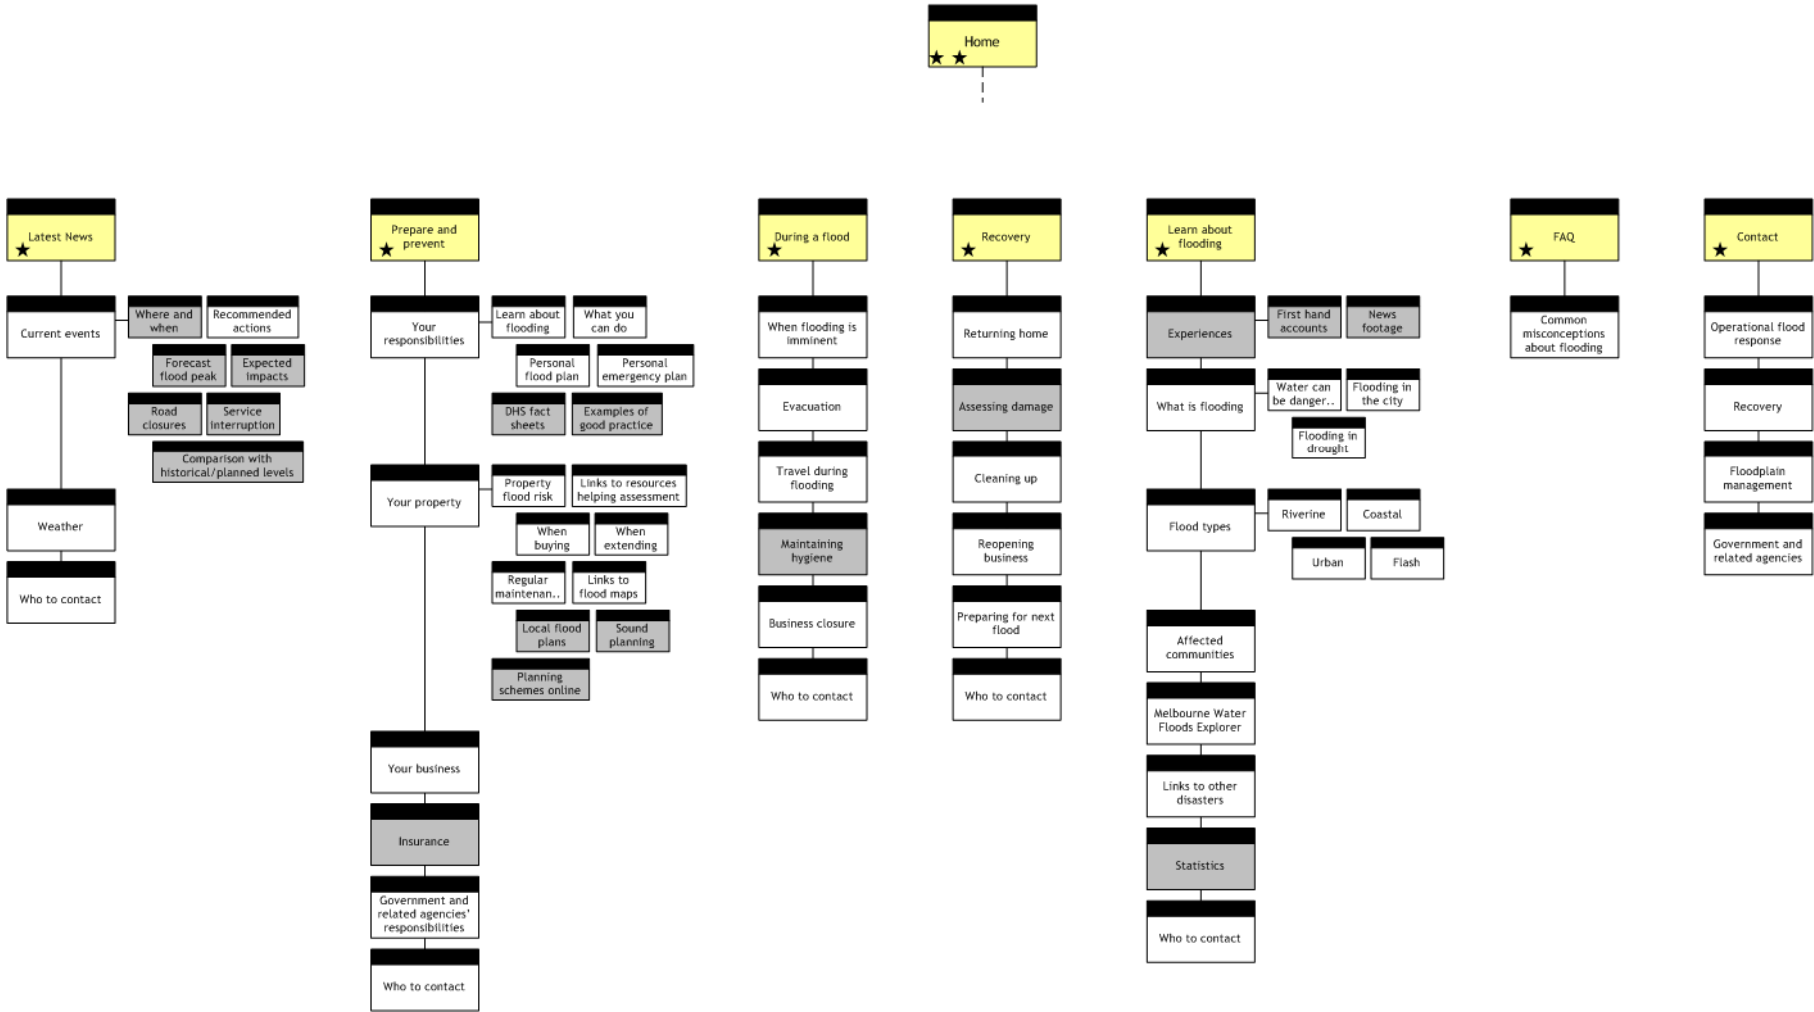 Home
Latest News
Current events
Where and
when
Recommended
actions
Forecast
flood peak
Expected
impacts
Road
closures
Service
interruption
Comparison with
historical/planned levels
Weather
Who to contact
Prepare and
prevent
Your
responsibilities
Learn about
flooding
What you
can do
Personal
flood plan
Personal
emergency plan
DHS fact
sheets
Examples of
good practice
Your property
Property
flood risk
Links to resources
helping assessment
When
buying
When
extending
Regular
maintenan..
Links to
flood maps
Local flood
plans
Sound
planning
Planning
schemes online
Your business
Insurance
Government and
related agencies'
responsibilities
Who to contact
During a flood
When flooding is
imminent
Evacuation
Travel during
flooding
Maintaining
hygiene
Business closure
Who to contact
Recovery
Returning home
Assessing damage
Cleaning up
Reopening
business
Preparing for next
flood
Who to contact
Learn about
flooding
Experiences
First hand
accounts
News
footage
What is flooding
Water can
be danger..
Flooding in
the city
Flooding in
drought
Flood types
Riverine
Coastal
Urban
Flash
Affected
communities
Melbourne Water
Floods Explorer
Links to other
disasters
Statistics
Who to contact
FAQ
Common
misconceptions
about flooding
Contact
Operational flood
response
Recovery
Floodplain
management
Government and
related agencies